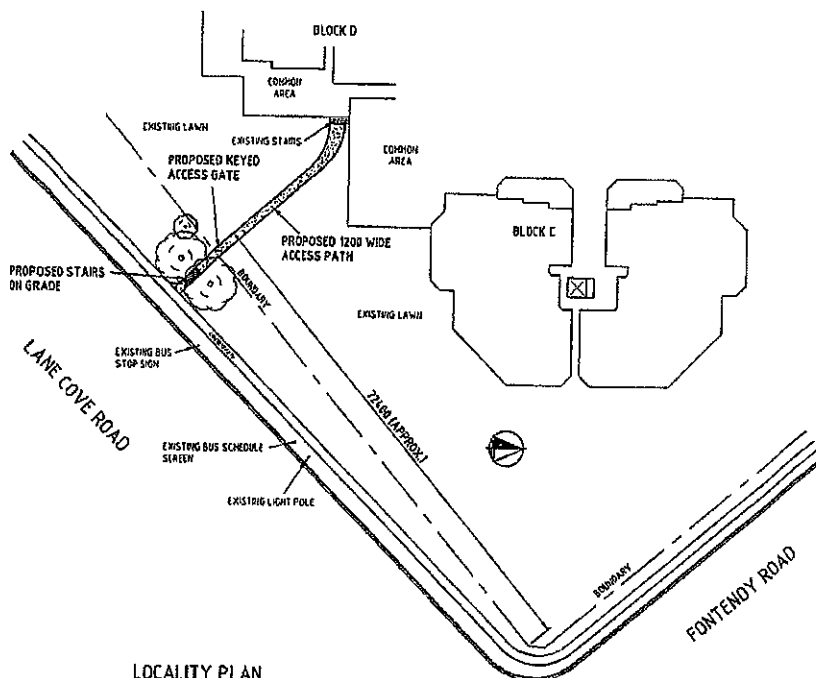 BLOCK D
COMMON
AREA
EXISTING LAWN
EXISTING STAIRS
PROPOSED KEYED
ACCESS GATE
COMMON
AREA
PROPOSED 1200 WIDE
ACCESS PATH
BLOCK C
PROPOSED STAIRS
ON GRADE
BOUNDARY
EXISTING LAWN
LANE COVE ROAD
EXISTING BUS
STOP SIGN
72400 (APPROX.)
EXISTING BUS SCHEDULE
SCREEN
EXISTING LIGHT POLE
BOUNDARY
FONTENOY ROAD
LOCALITY PLAN